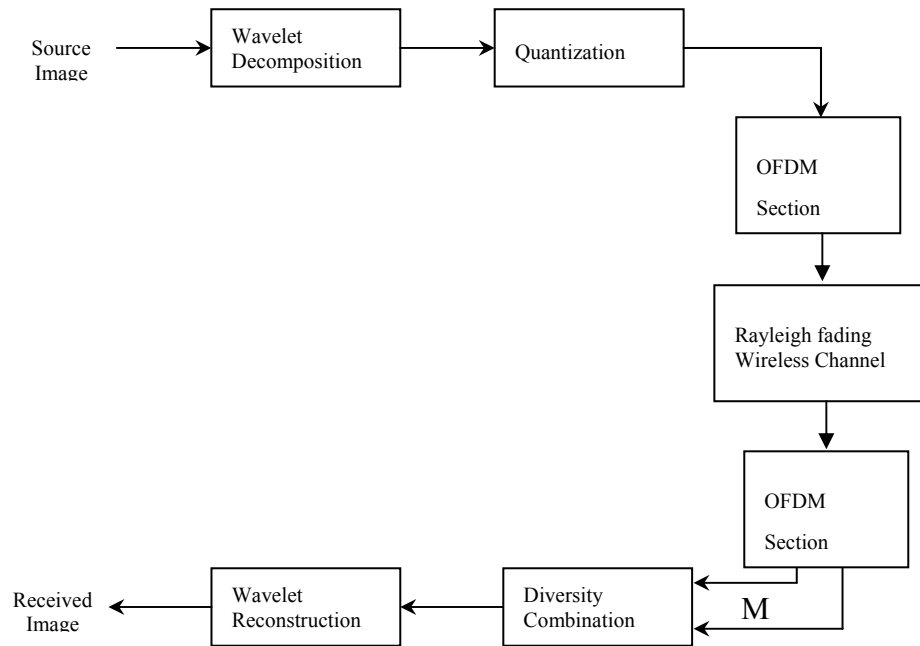 Source
Image
Wavelet
Decomposition
Quantization
OFDM
Section
Rayleigh fading
Wireless Channel
OFDM
Section
Received
Image
Wavelet
Reconstruction
Diversity
Combination
M